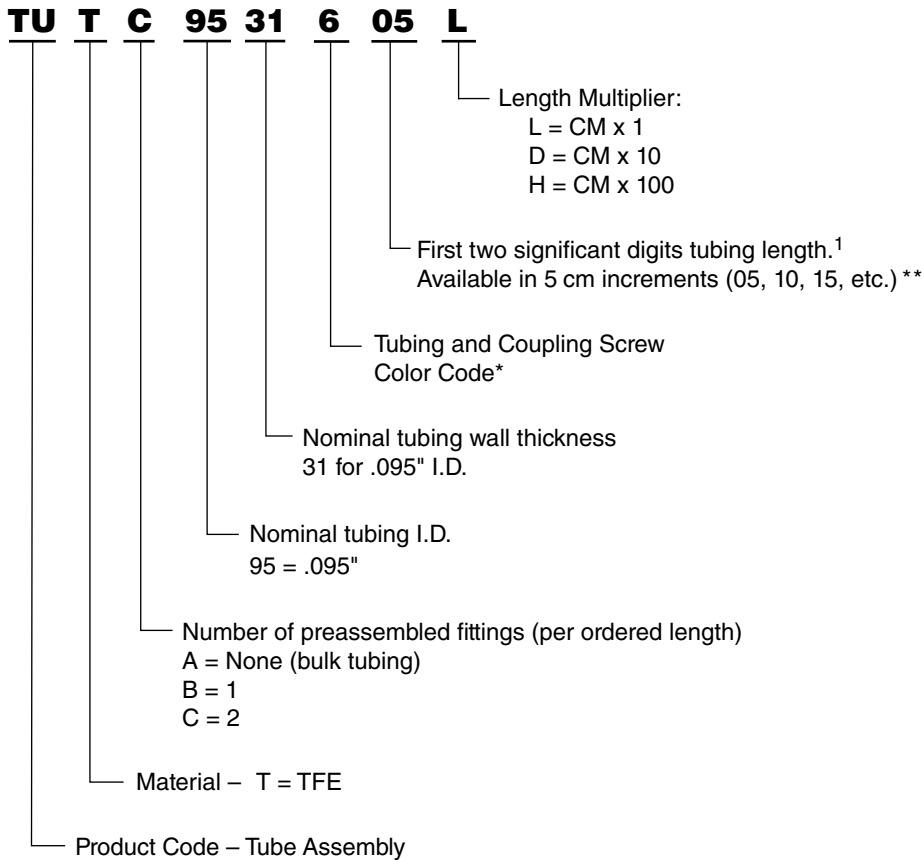 TU T C 95 31 6 05 L
Length Multiplier:
L = CM x 1
D = CM x 10
H = CM x 100
First two significant digits tubing length.1
Available in 5 cm increments (05, 10, 15, etc.) **
Tubing and Coupling Screw
Color Code*
Nominal tubing wall thickness
31 for .095" I.D.
Nominal tubing I.D.
95 = .095"
Number of preassembled fittings (per ordered length)
A = None (bulk tubing)
B = 1
C = 2
Material – T = TFE
Product Code – Tube Assembly